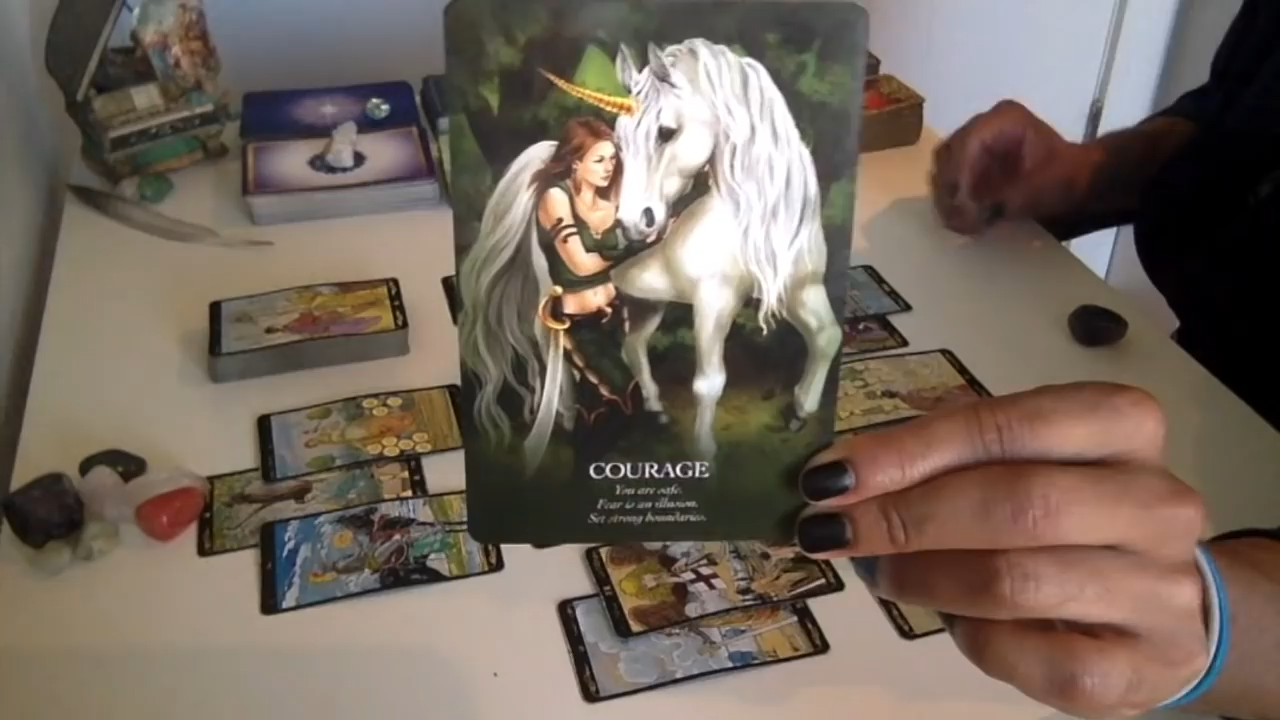 COURAGE
You are safe.
Fear is an illusion.
Set strong boundaries.